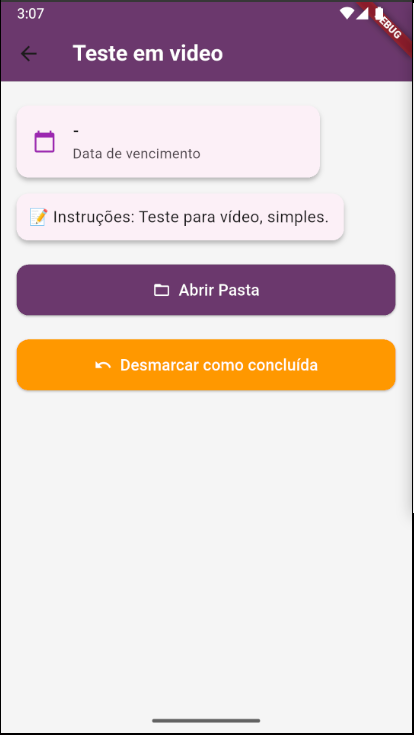 3:07
DEBUG
Teste em video
-
Data de vencimento
📝 Instruções: Teste para vídeo, simples.
Abrir Pasta
Desmarcar como concluída